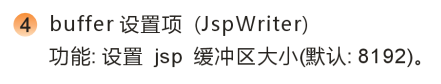 4 buffer 设置项 (JspWriter)
功能: 设置 jsp 缓冲区大小(默认: 8192)。